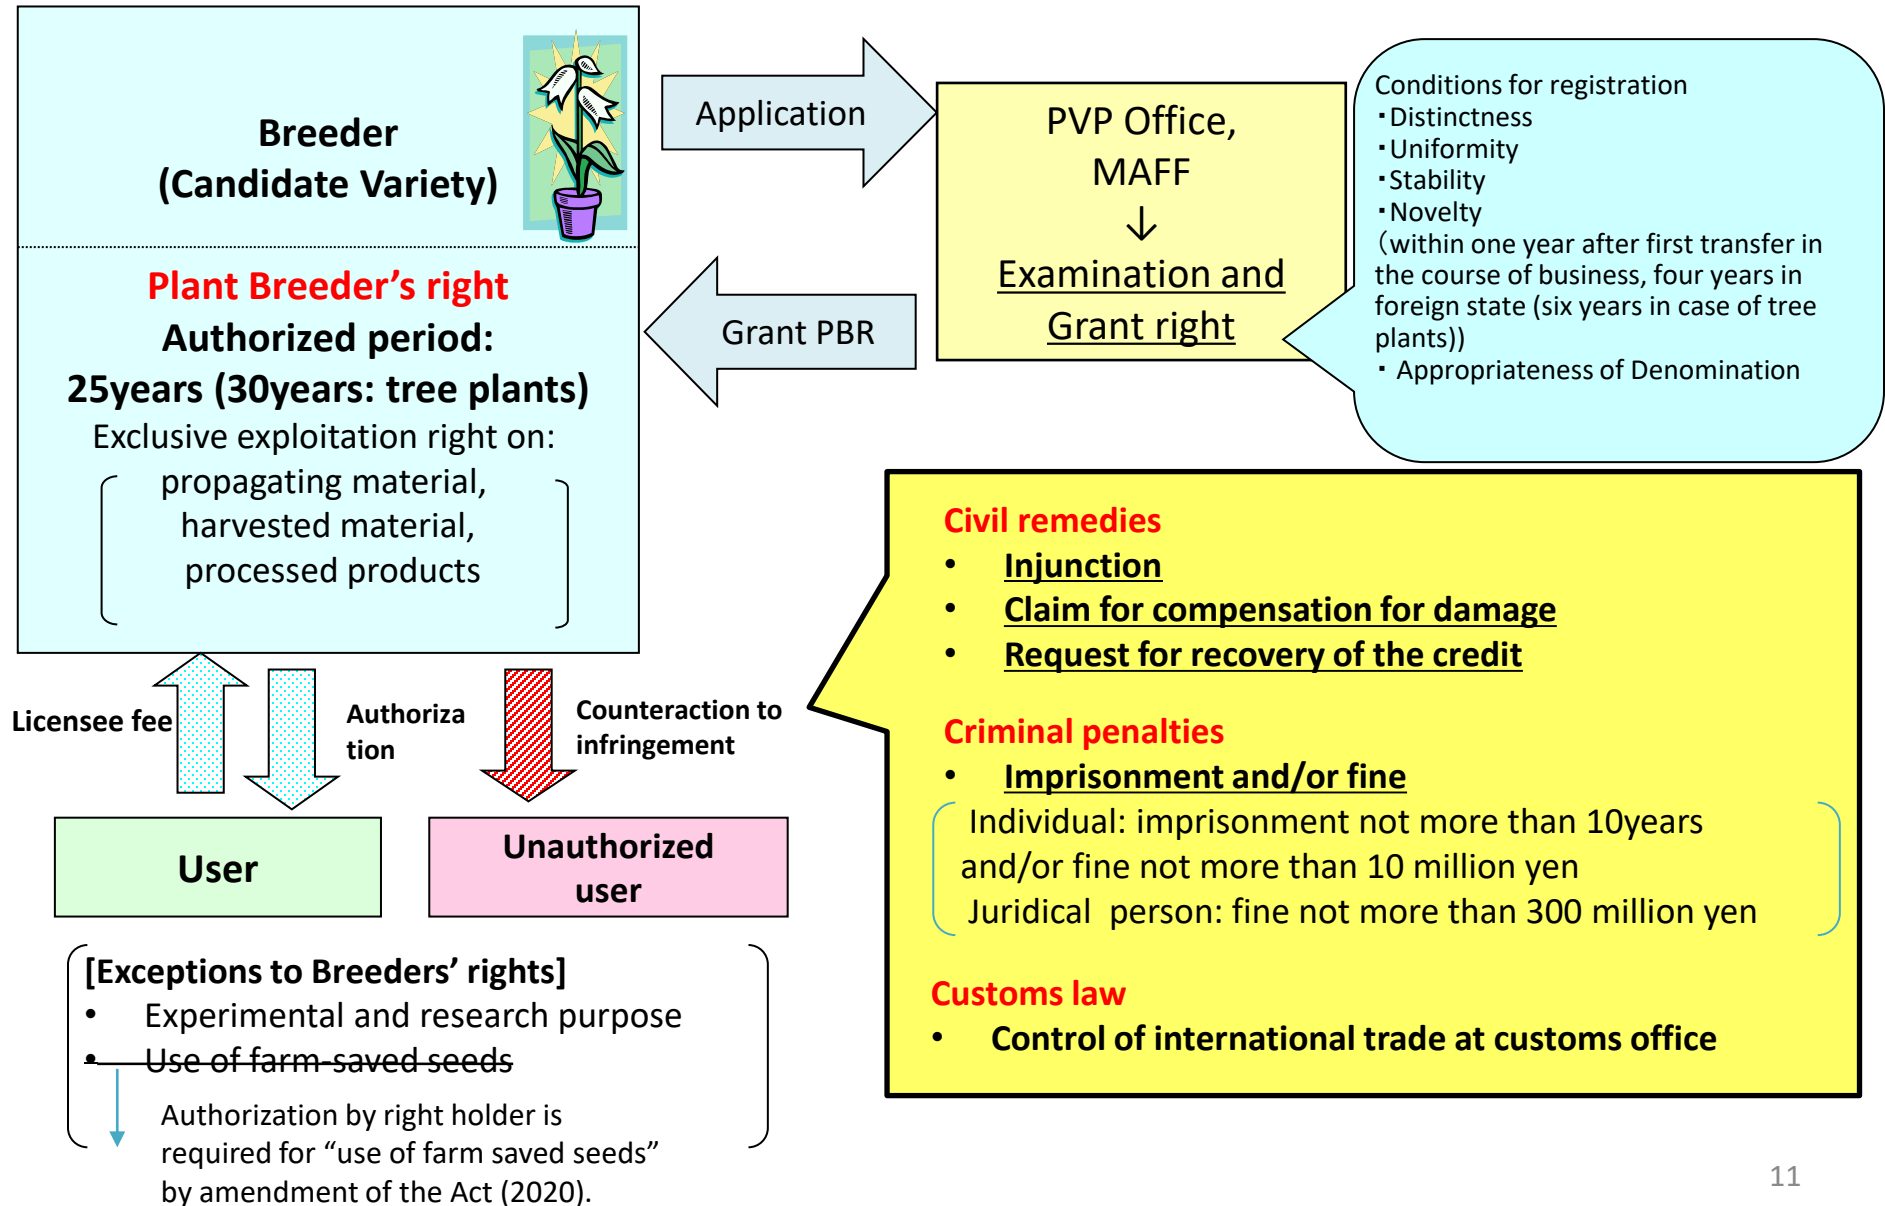 Breeder
(Candidate Variety)
Plant Breeder’s right
Authorized period:
25years (30years: tree plants)
Exclusive exploitation right on:
propagating material,
harvested material,
processed products
Application
Grant PBR
PVP Office,
MAFF
↓
Examination and
Grant right
Conditions for registration
・Distinctness
・Uniformity
・Stability
・Novelty
（within one year after first transfer in
the course of business, four years in
foreign state (six years in case of tree
plants))
・ Appropriateness of Denomination
Licensee fee
Authoriza
tion
Counteraction to
infringement
User
Unauthorized
user
[Exceptions to Breeders’ rights]
• Experimental and research purpose
• Use of farm-saved seeds
Authorization by right holder is
required for “use of farm saved seeds”
by amendment of the Act (2020).
Civil remedies
• Injunction
• Claim for compensation for damage
• Request for recovery of the credit
Criminal penalties
• Imprisonment and/or fine
Individual: imprisonment not more than 10years
and/or fine not more than 10 million yen
Juridical person: fine not more than 300 million yen
Customs law
• Control of international trade at customs office
11